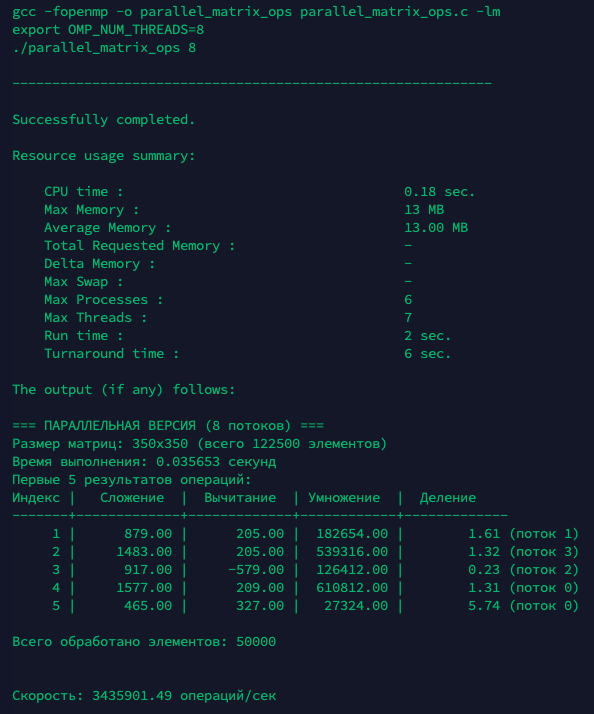 gcc -fopenmp -o parallel_matrix_ops parallel_matrix_ops.c -lm
export OMP_NUM_THREADS=8
./parallel_matrix_ops 8
------------------------------------------------------------
Successfully completed.
Resource usage summary:
CPU time : 0.18 sec.
Max Memory : 13 MB
Average Memory : 13.00 MB
Total Requested Memory : -
Delta Memory : -
Max Swap : -
Max Processes : 6
Max Threads : 7
Run time : 2 sec.
Turnaround time : 6 sec.
The output (if any) follows:
=== ПАРАЛЛЕЛЬНАЯ ВЕРСИЯ (8 потоков) ===
Размер матриц: 350x350 (всего 122500 элементов)
Время выполнения: 0.035653 секунд
Первые 5 результатов операций:
Индекс |   Сложение  |  Вычитание  | Умножение  |  Деление
-------+-------------+-------------+------------+-------------
1 |      879.00 |      205.00 |  182654.00 |        1.61 (поток 1)
2 |     1483.00 |      205.00 |  539316.00 |        1.32 (поток 3)
3 |      917.00 |     -579.00 |  126412.00 |        0.23 (поток 2)
4 |     1577.00 |      209.00 |  610812.00 |        1.31 (поток 0)
5 |      465.00 |      327.00 |   27324.00 |        5.74 (поток 0)
Всего обработано элементов: 50000
Скорость: 3435901.49 операций/сек